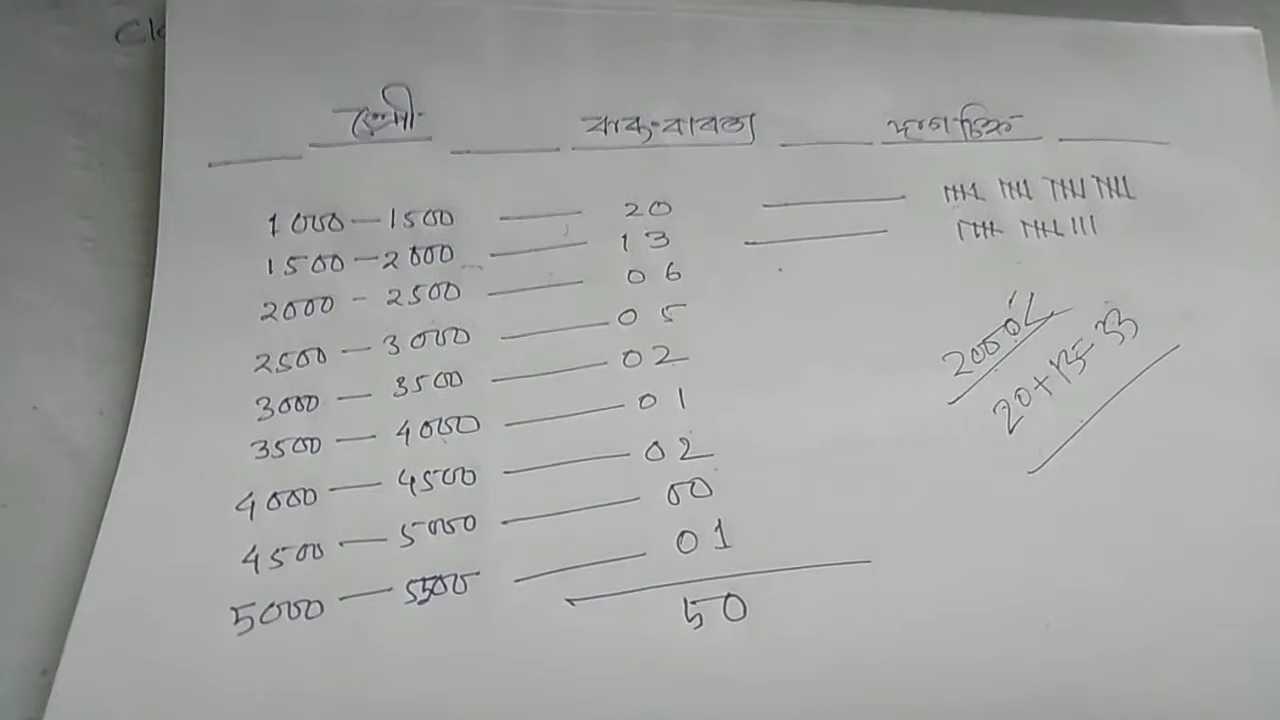 Cl
শ্রেণী বারংবারতা টালি চিহ্ন
1000 — 1500 — 20 — 𝍸 𝍸 𝍸 𝍸
1500 — 2000 — 13 — 𝍸 𝍸 |||
2000 - 2500 — 06
2500 — 3000 — 05
3000 — 3500 — 02
3500 — 4000 — 01
4000 — 4500 — 02
4500 — 5000 — 00
5000 — 5500 — 01
50
20+13=33